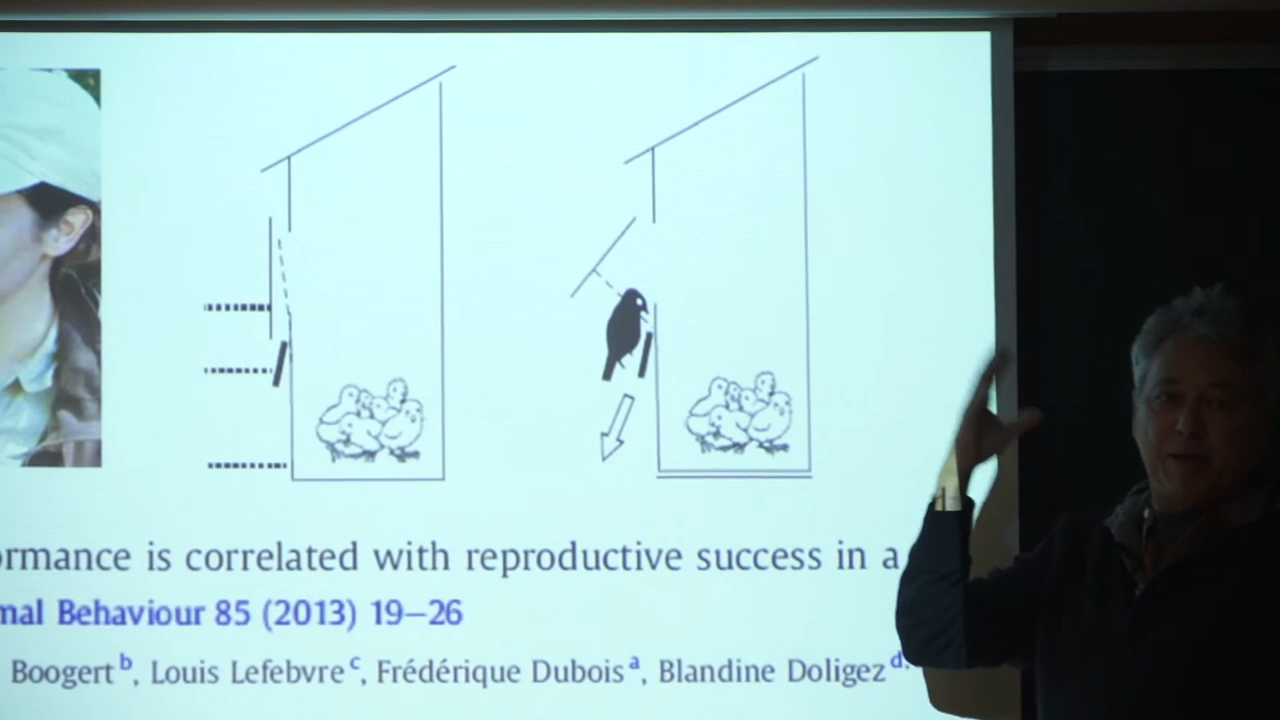 ormance is correlated with reproductive success in a
mal Behaviour 85 (2013) 19–26
Boogert b, Louis Lefebvre c, Frédérique Dubois a, Blandine Doligez d,